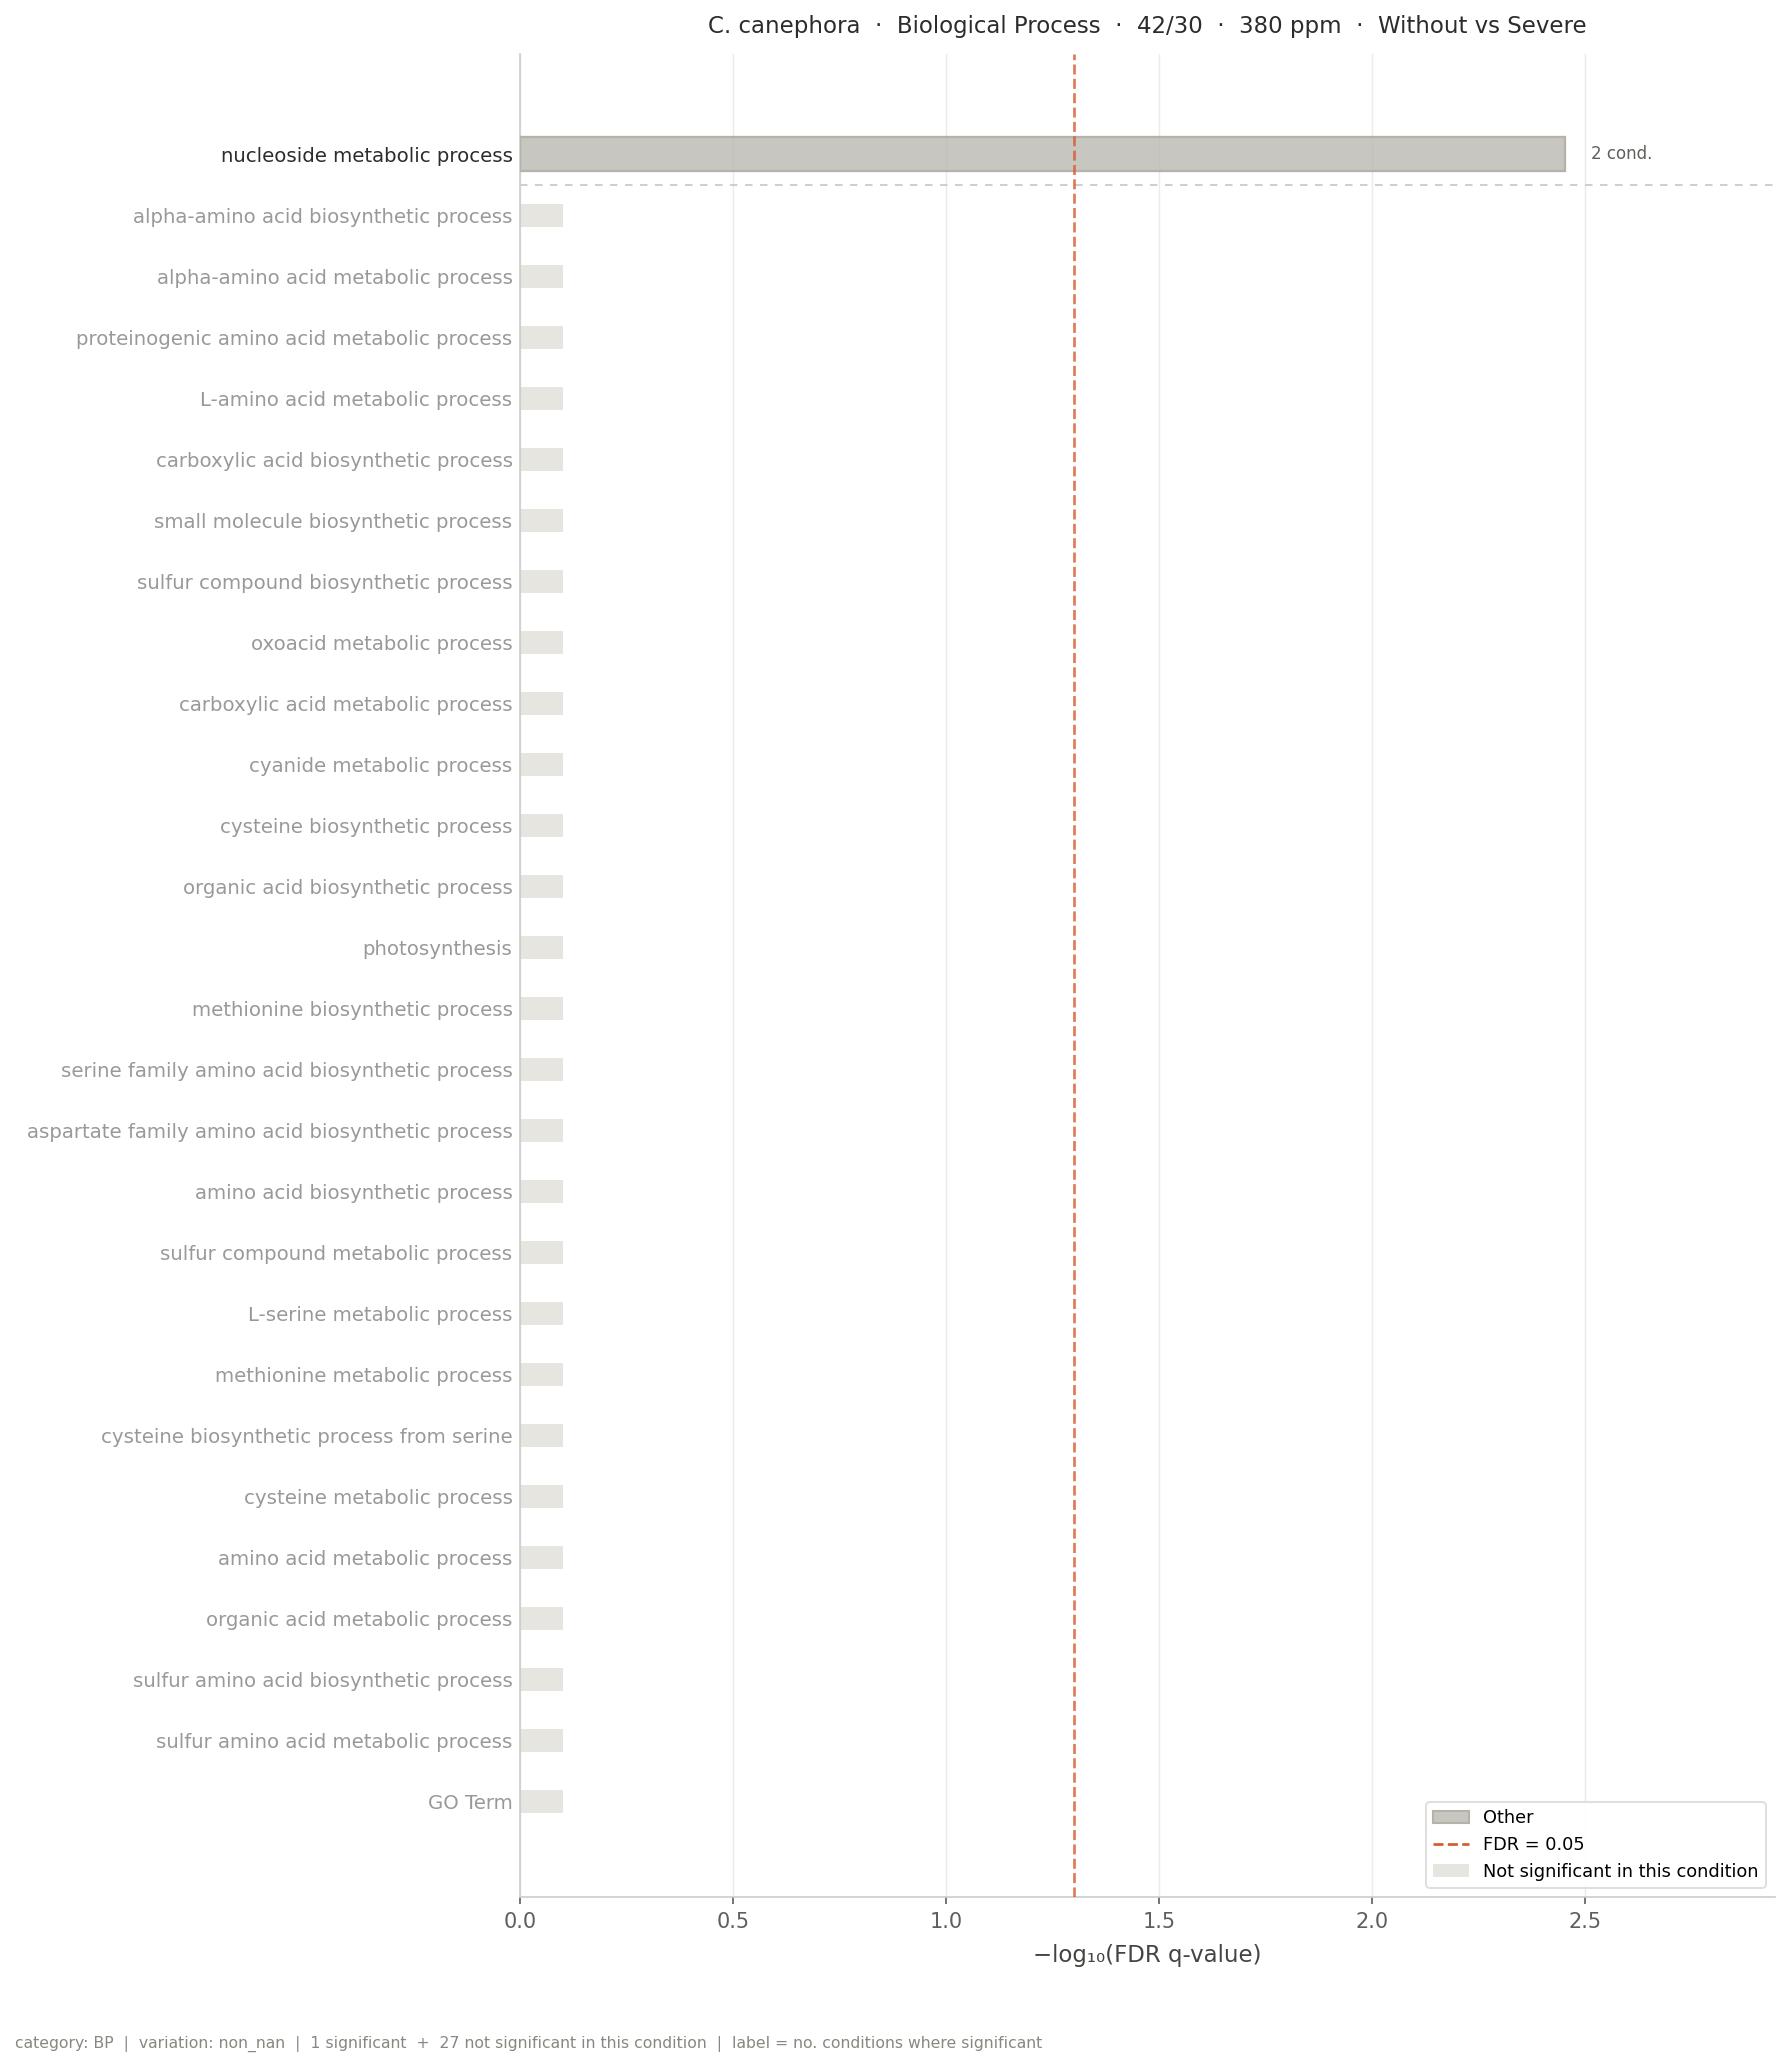 C. canephora · Biological Process · 42/30 · 380 ppm · Without vs Severe
nucleoside metabolic process
2 cond.
alpha-amino acid biosynthetic process
alpha-amino acid metabolic process
proteinogenic amino acid metabolic process
L-amino acid metabolic process
carboxylic acid biosynthetic process
small molecule biosynthetic process
sulfur compound biosynthetic process
oxoacid metabolic process
carboxylic acid metabolic process
cyanide metabolic process
cysteine biosynthetic process
organic acid biosynthetic process
photosynthesis
methionine biosynthetic process
serine family amino acid biosynthetic process
aspartate family amino acid biosynthetic process
amino acid biosynthetic process
sulfur compound metabolic process
L-serine metabolic process
methionine metabolic process
cysteine biosynthetic process from serine
cysteine metabolic process
amino acid metabolic process
organic acid metabolic process
sulfur amino acid biosynthetic process
sulfur amino acid metabolic process
GO Term
Other
FDR = 0.05
Not significant in this condition
0.0 0.5 1.0 1.5 2.0 2.5
−log₁₀(FDR q-value)
category: BP | variation: non_nan | 1 significant + 27 not significant in this condition | label = no. conditions where significant